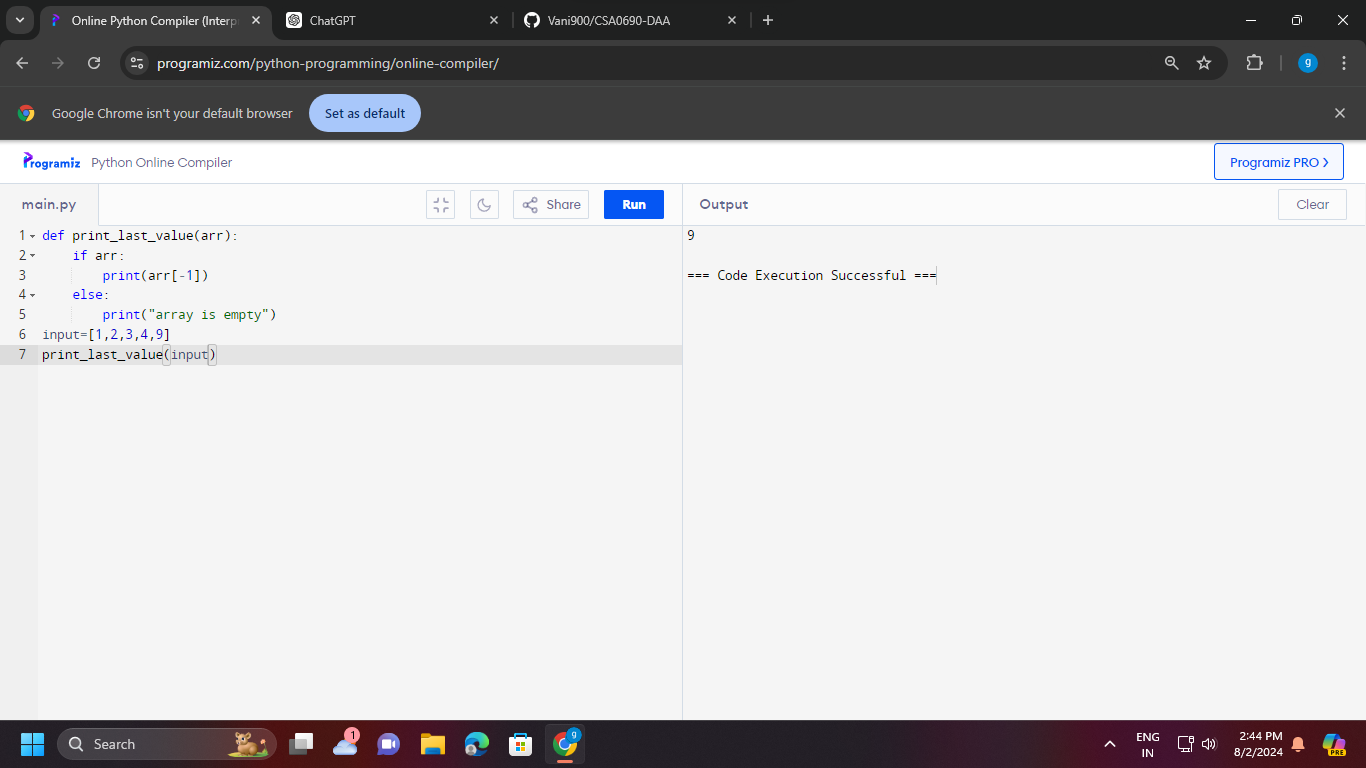 Online Python Compiler (Interp
ChatGPT
Vani900/CSA0690-DAA
programiz.com/python-programming/online-compiler/
g
Google Chrome isn't your default browser
Set as default
Programiz
Python Online Compiler
Programiz PRO
main.py
Share
Run
Output
Clear
1 def print_last_value(arr):
2     if arr:
3         print(arr[-1])
4     else:
5         print("array is empty")
6 input=[1,2,3,4,9]
7 print_last_value(input)
9
=== Code Execution Successful ===
Search
1
9
ENG
IN
2:44 PM
8/2/2024
PRE